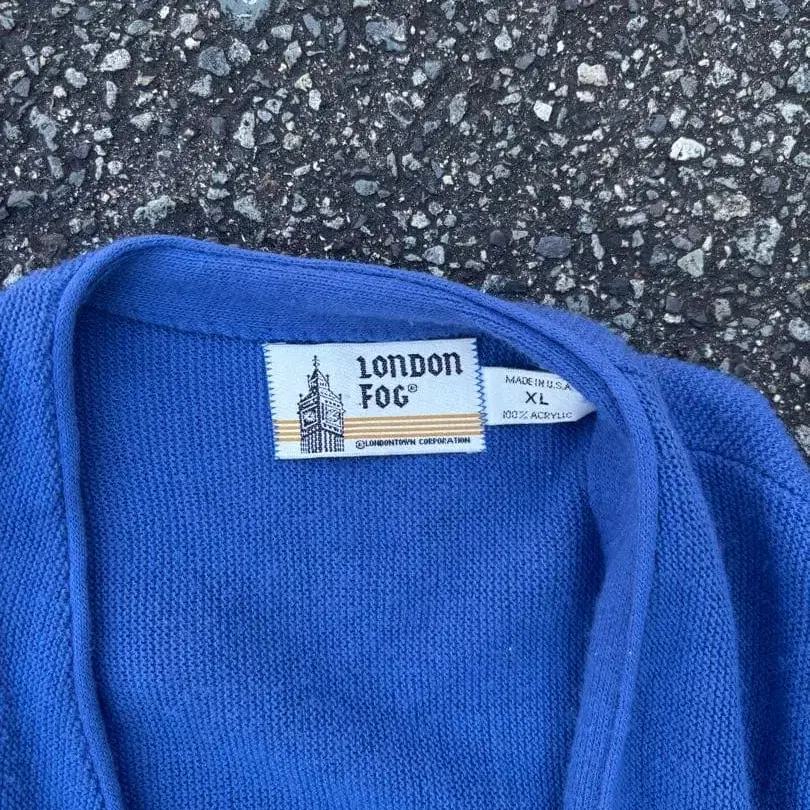 LONDON
FOG®
©LONDONTOWN CORPORATION
MADE IN U.S.A
XL
100% ACRYLIC